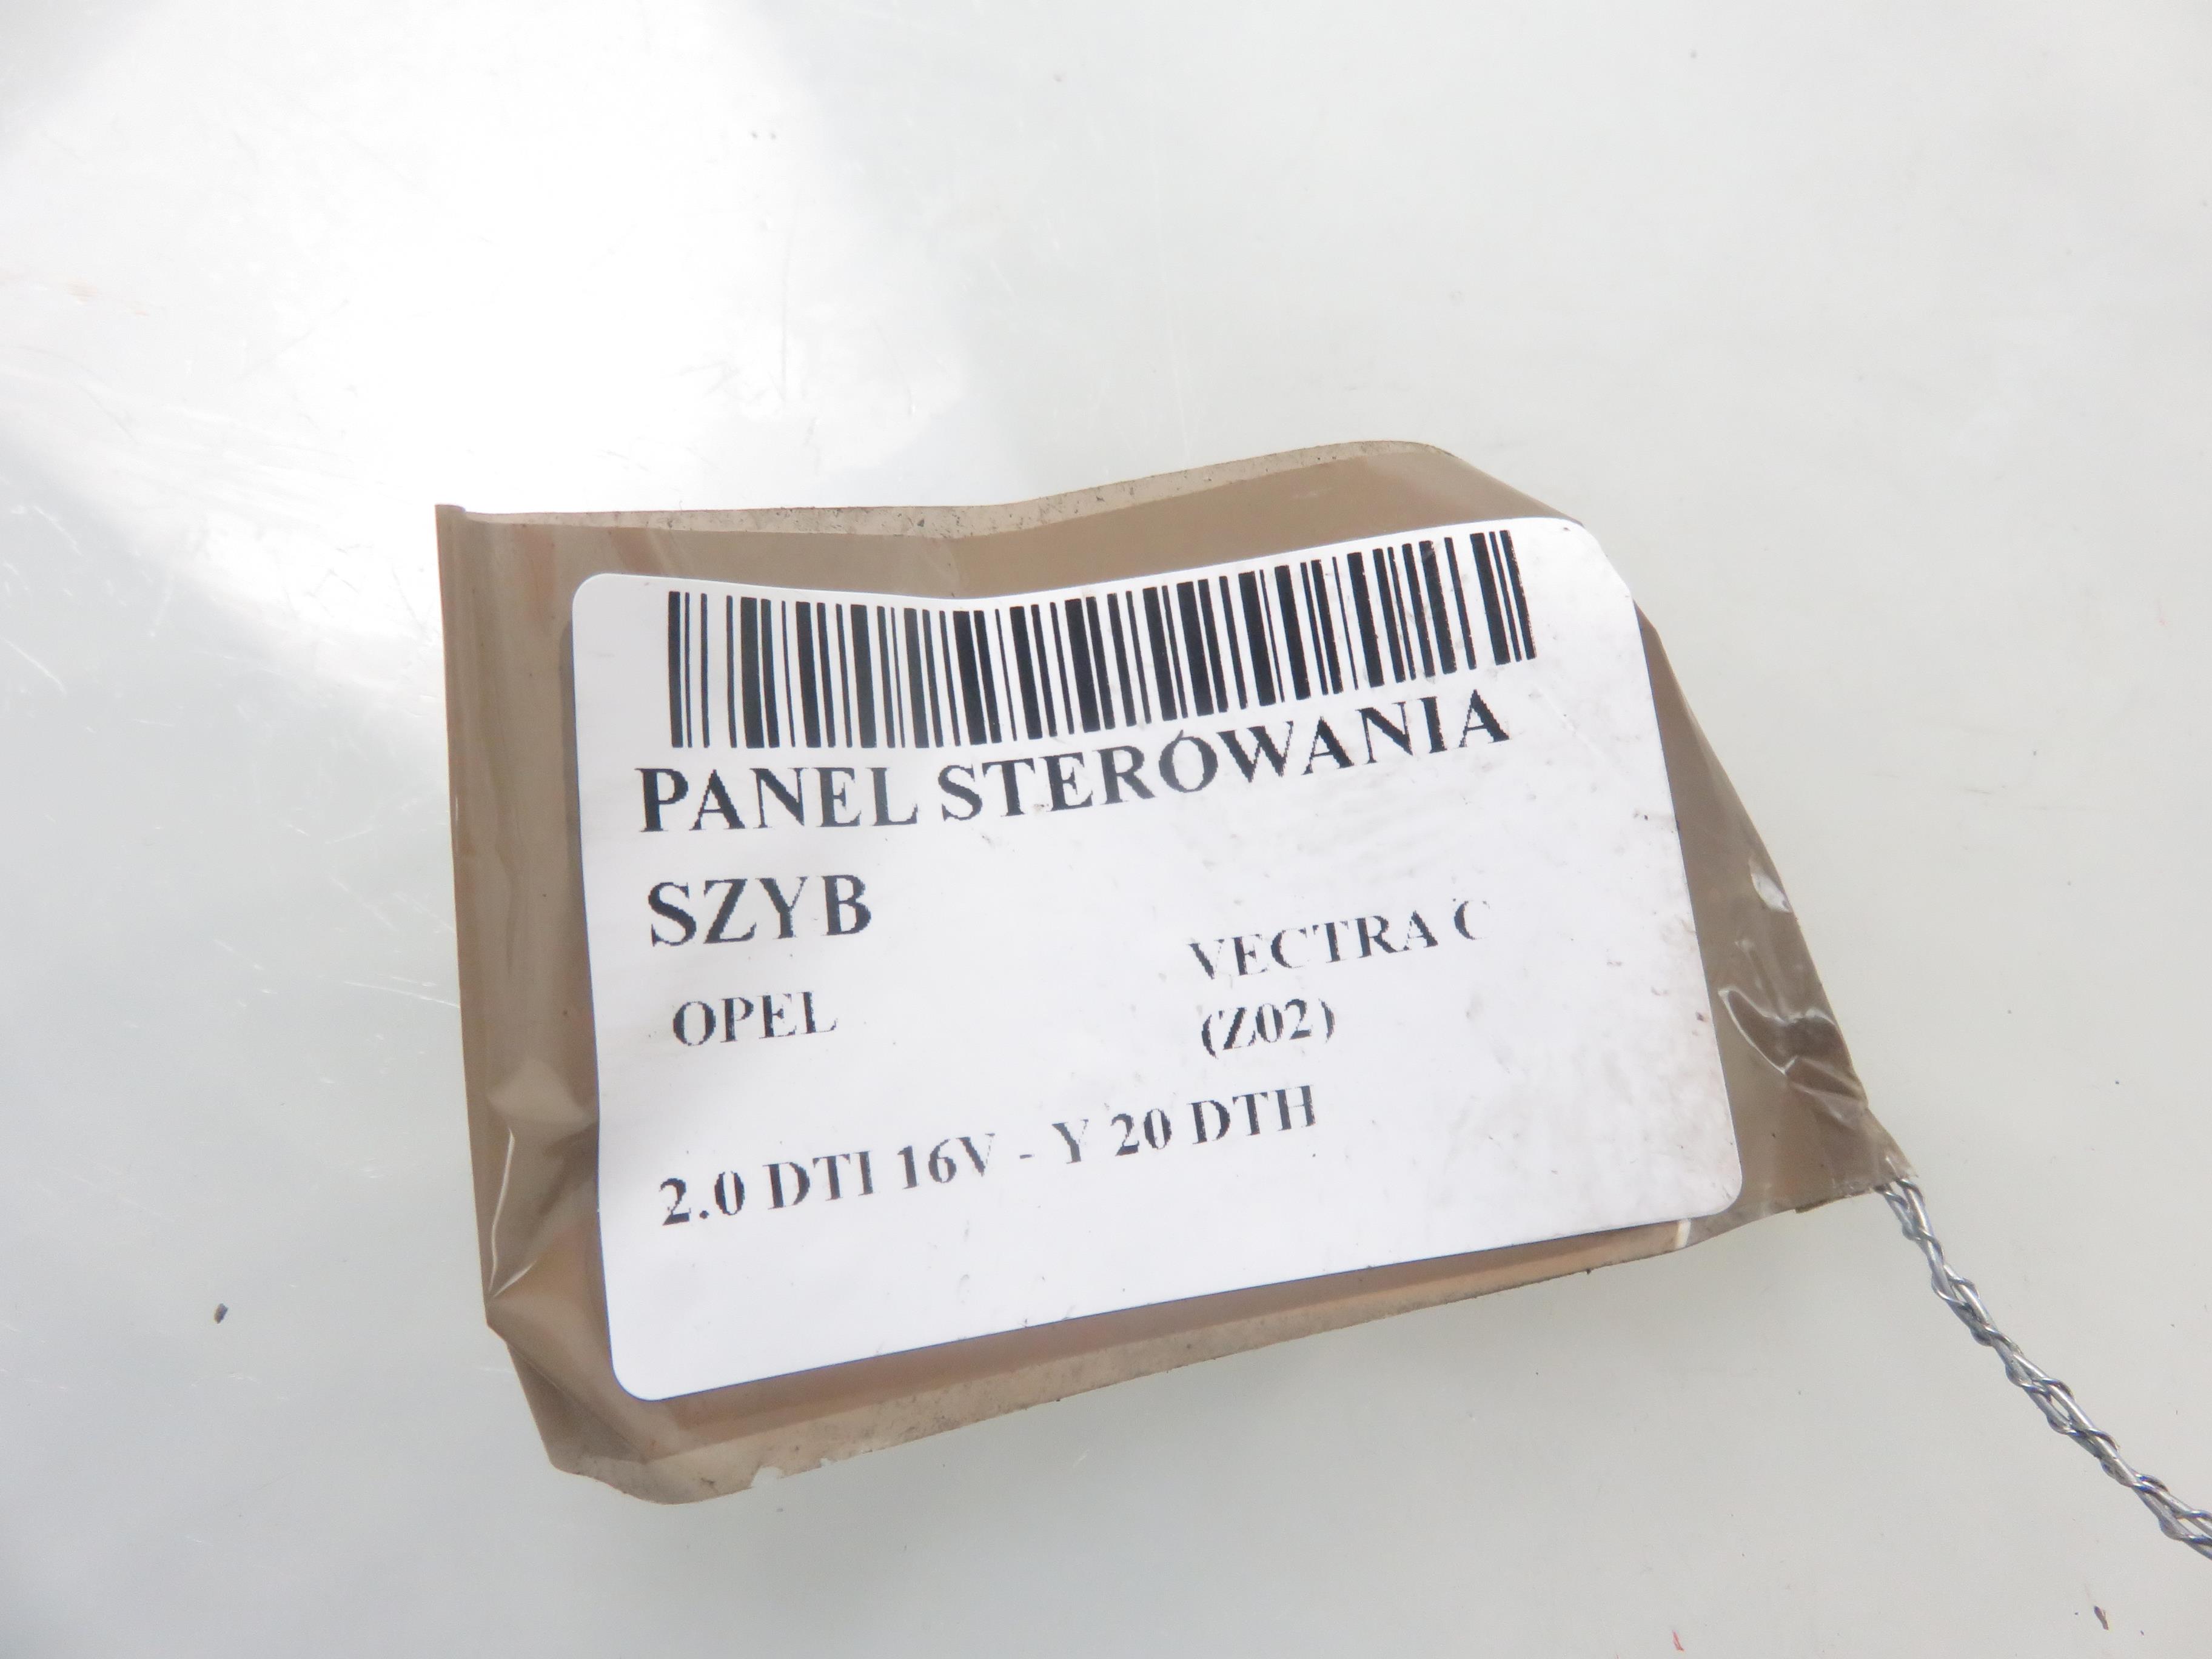 PANEL STEROWANIA
SZYB
OPEL
VECTRA C
(Z02)
2.0 DTI 16V - Y 20 DTH